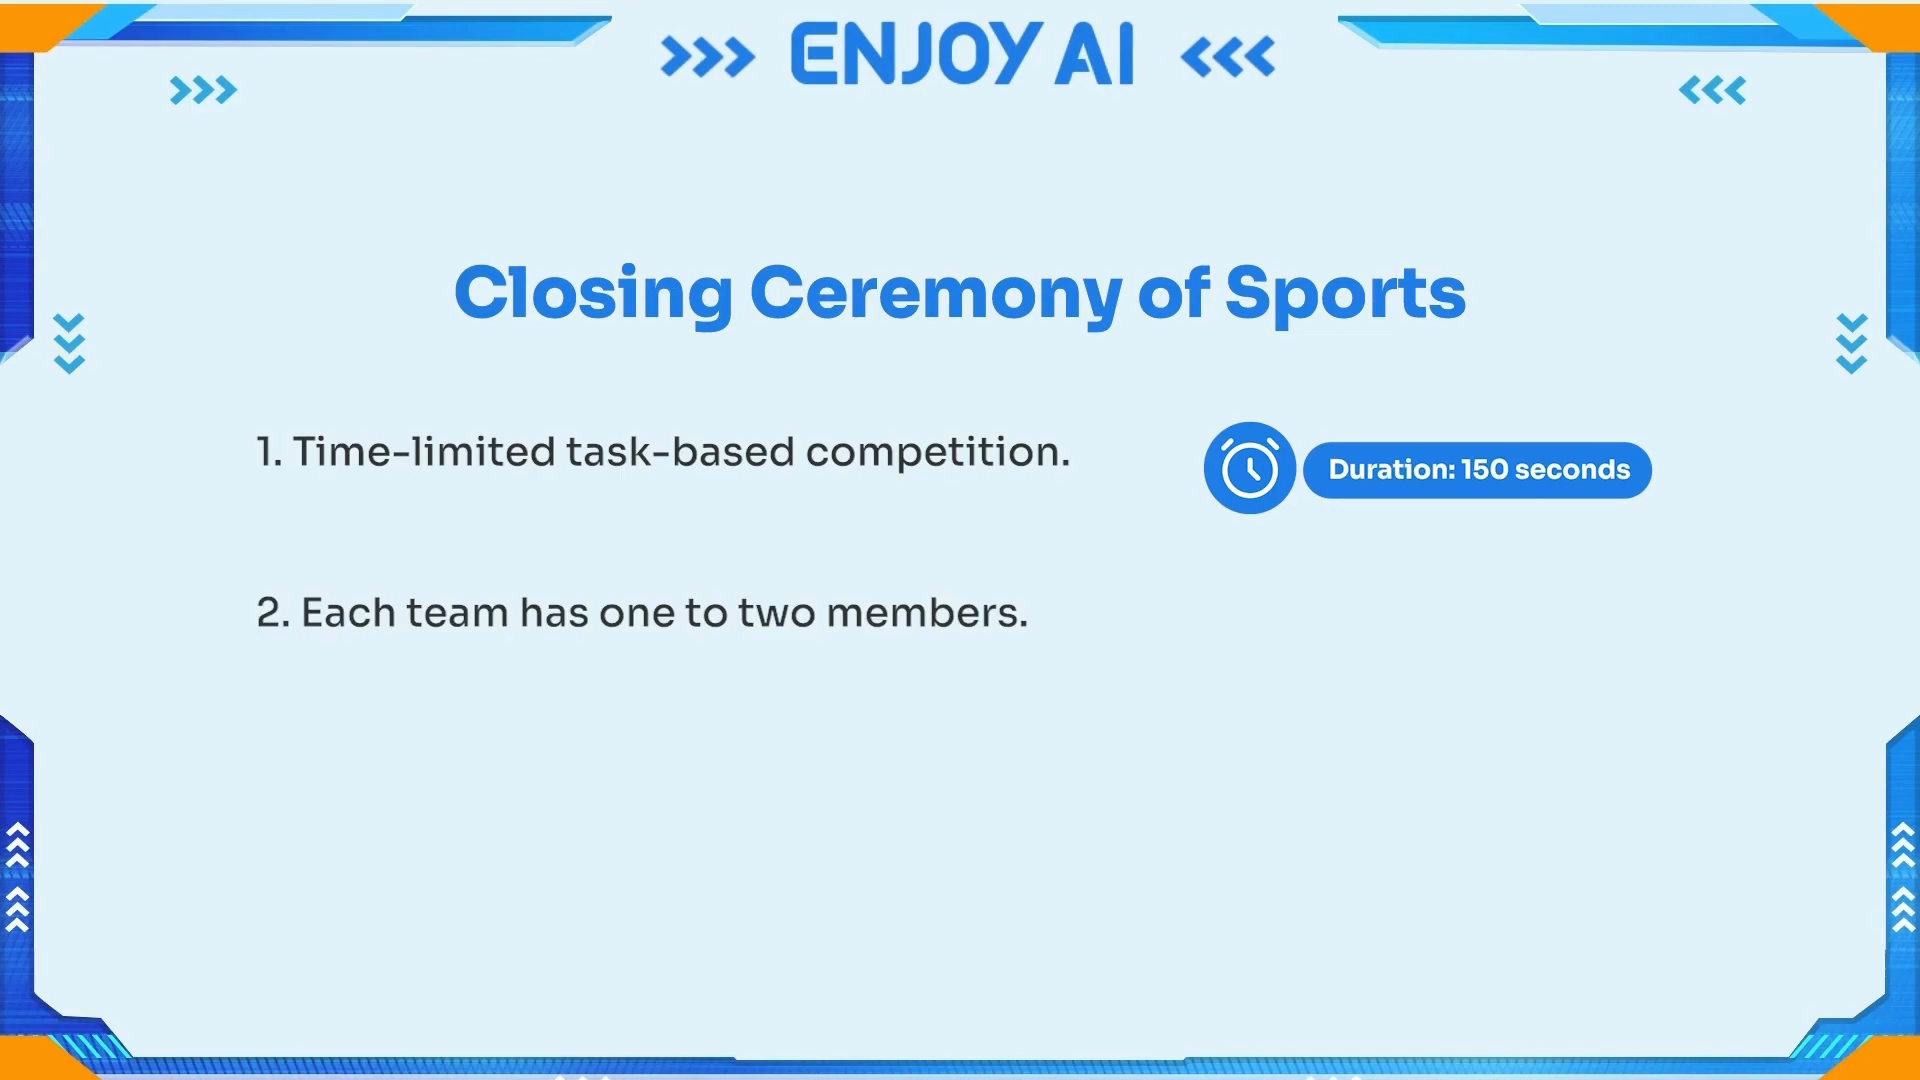 ENJOY AI
Closing Ceremony of Sports
1. Time-limited task-based competition.
Duration: 150 seconds
2. Each team has one to two members.